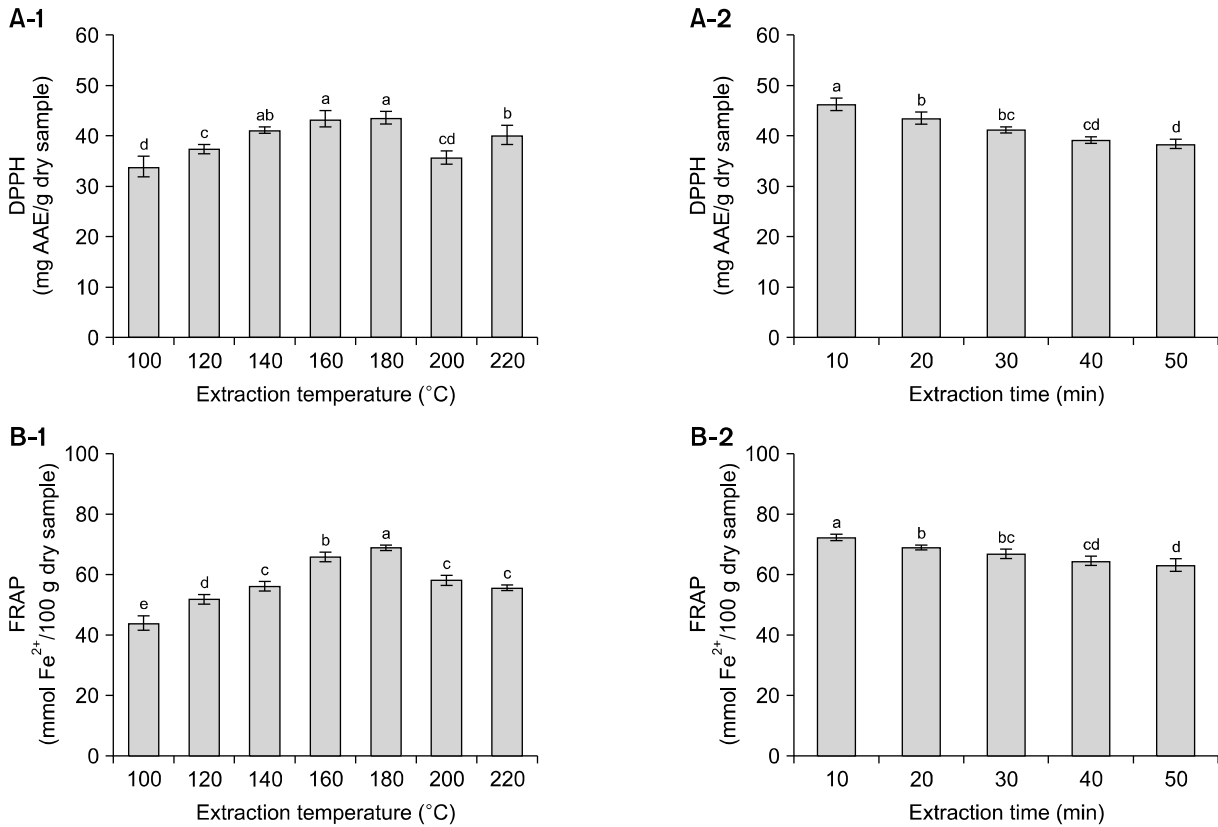 A-1
60
50
40
30
20
10
0
DPPH
(mg AAE/g dry sample)
d
c
ab
a
a
cd
b
100 120 140 160 180 200 220
Extraction temperature (°C)
A-2
60
50
40
30
20
10
0
DPPH
(mg AAE/g dry sample)
a
b
bc
cd
d
10 20 30 40 50
Extraction time (min)
B-1
100
80
60
40
20
0
FRAP
(mmol Fe²⁺/100 g dry sample)
e
d
c
b
a
c
c
100 120 140 160 180 200 220
Extraction temperature (°C)
B-2
100
80
60
40
20
0
FRAP
(mmol Fe²⁺/100 g dry sample)
a
b
bc
cd
d
10 20 30 40 50
Extraction time (min)